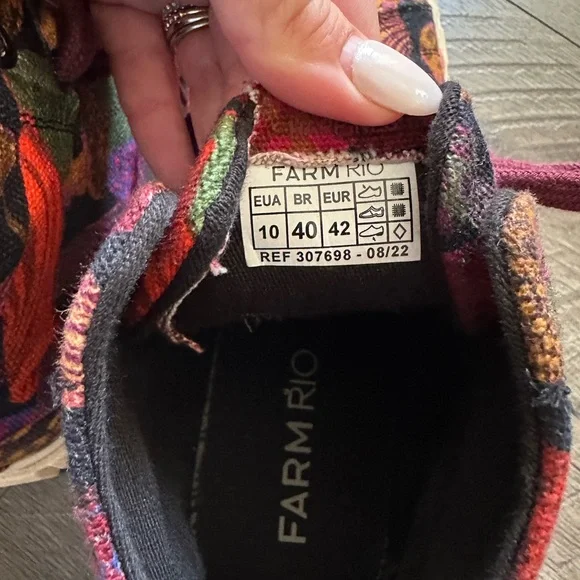 FARM RIO
EUA BR EUR
10 40 42
REF 307698 - 08/22
FARM RIO